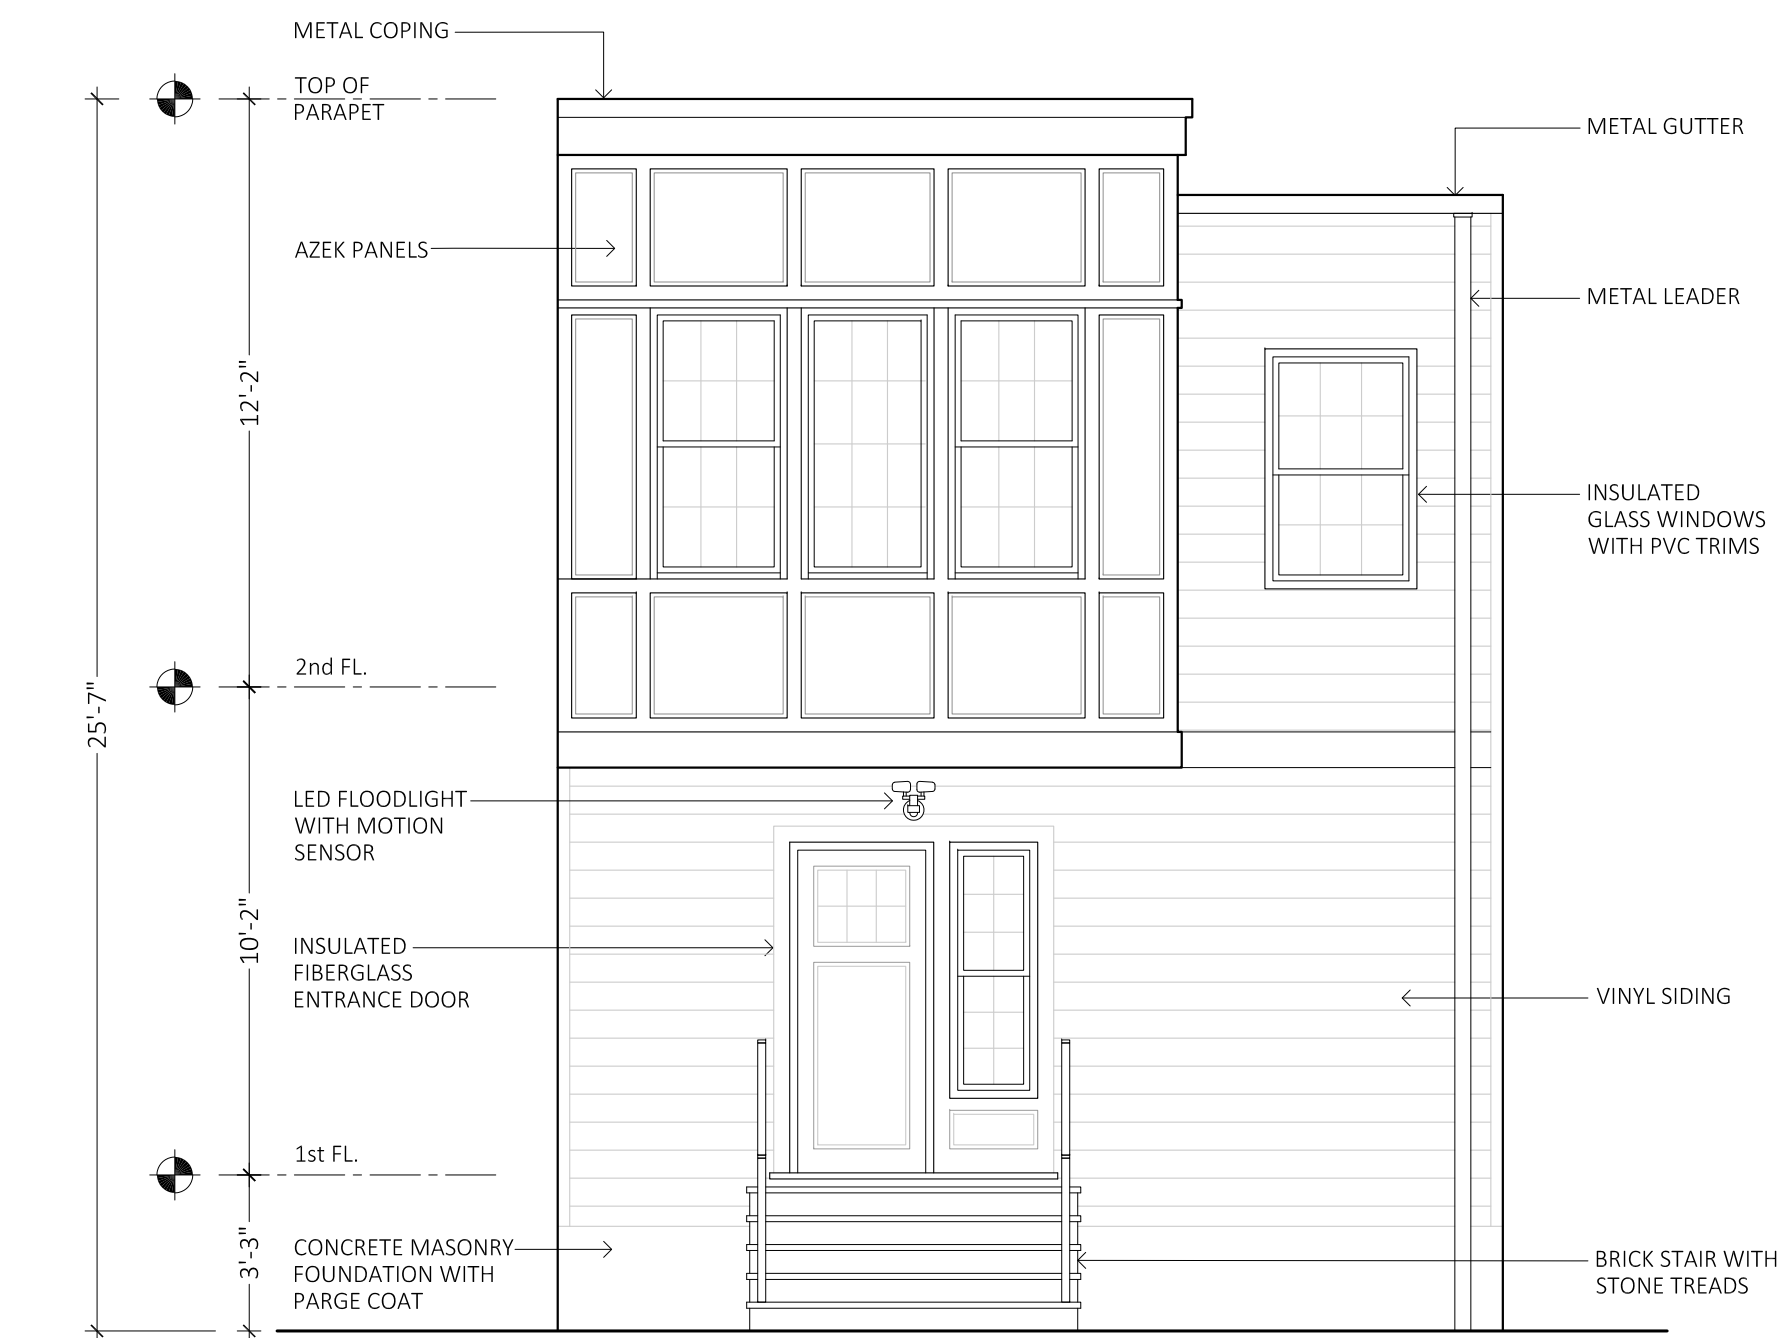 METAL COPING
TOP OF
PARAPET
METAL GUTTER
AZEK PANELS
METAL LEADER
12'-2"
INSULATED
GLASS WINDOWS
WITH PVC TRIMS
2nd FL.
25'-7"
LED FLOODLIGHT
WITH MOTION
SENSOR
10'-2"
INSULATED
FIBERGLASS
ENTRANCE DOOR
VINYL SIDING
1st FL.
3'-3"
CONCRETE MASONRY
FOUNDATION WITH
PARGE COAT
BRICK STAIR WITH
STONE TREADS